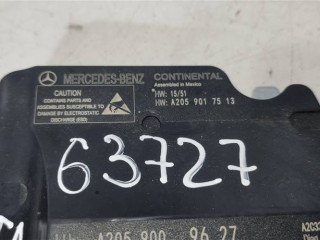 MERCEDES-BENZ
CONTINENTAL
Assembled in Mexico
CAUTION
CONTAINS PARTS AND
ASSEMBLIES SUSCEPTIBLE TO
DAMAGE BY ELECTROSTATIC
DISCHARGE (ESD)
HW: 15/51
HW: A205 901 75 13
63727
HW: A205 900 96 27